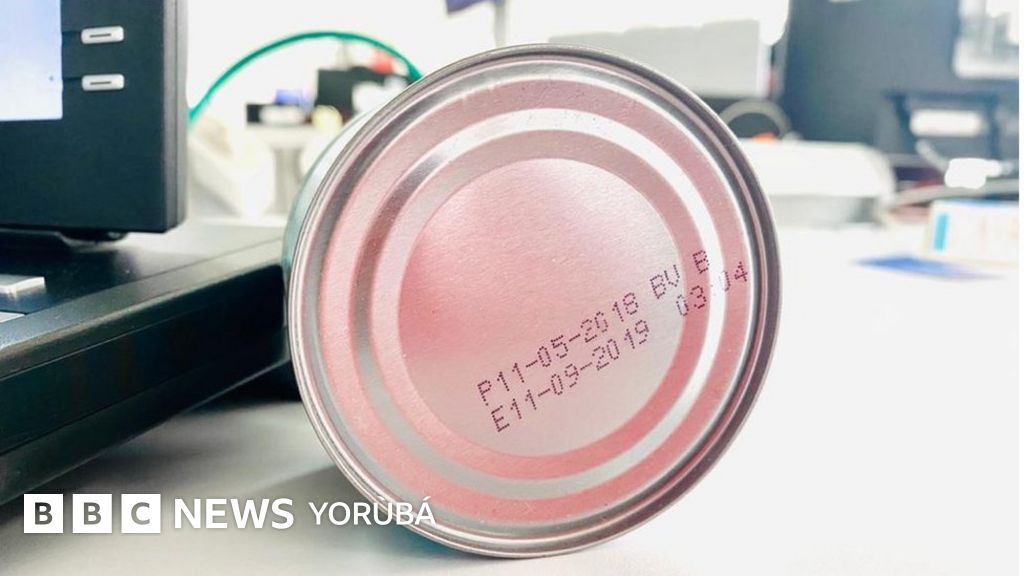 P11-05-2018 BV B
E11-09-2019 03:04
BBC NEWS YORÙBÁ